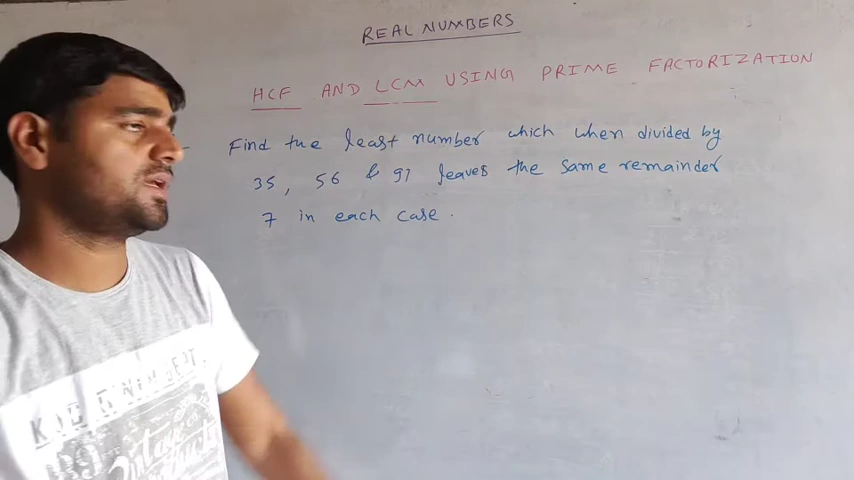 REAL NUMBERS
HCF AND LCM USING PRIME FACTORIZATION
Find the least number which when divided by
35, 56 & 91 leaves the same remainder
7 in each case.